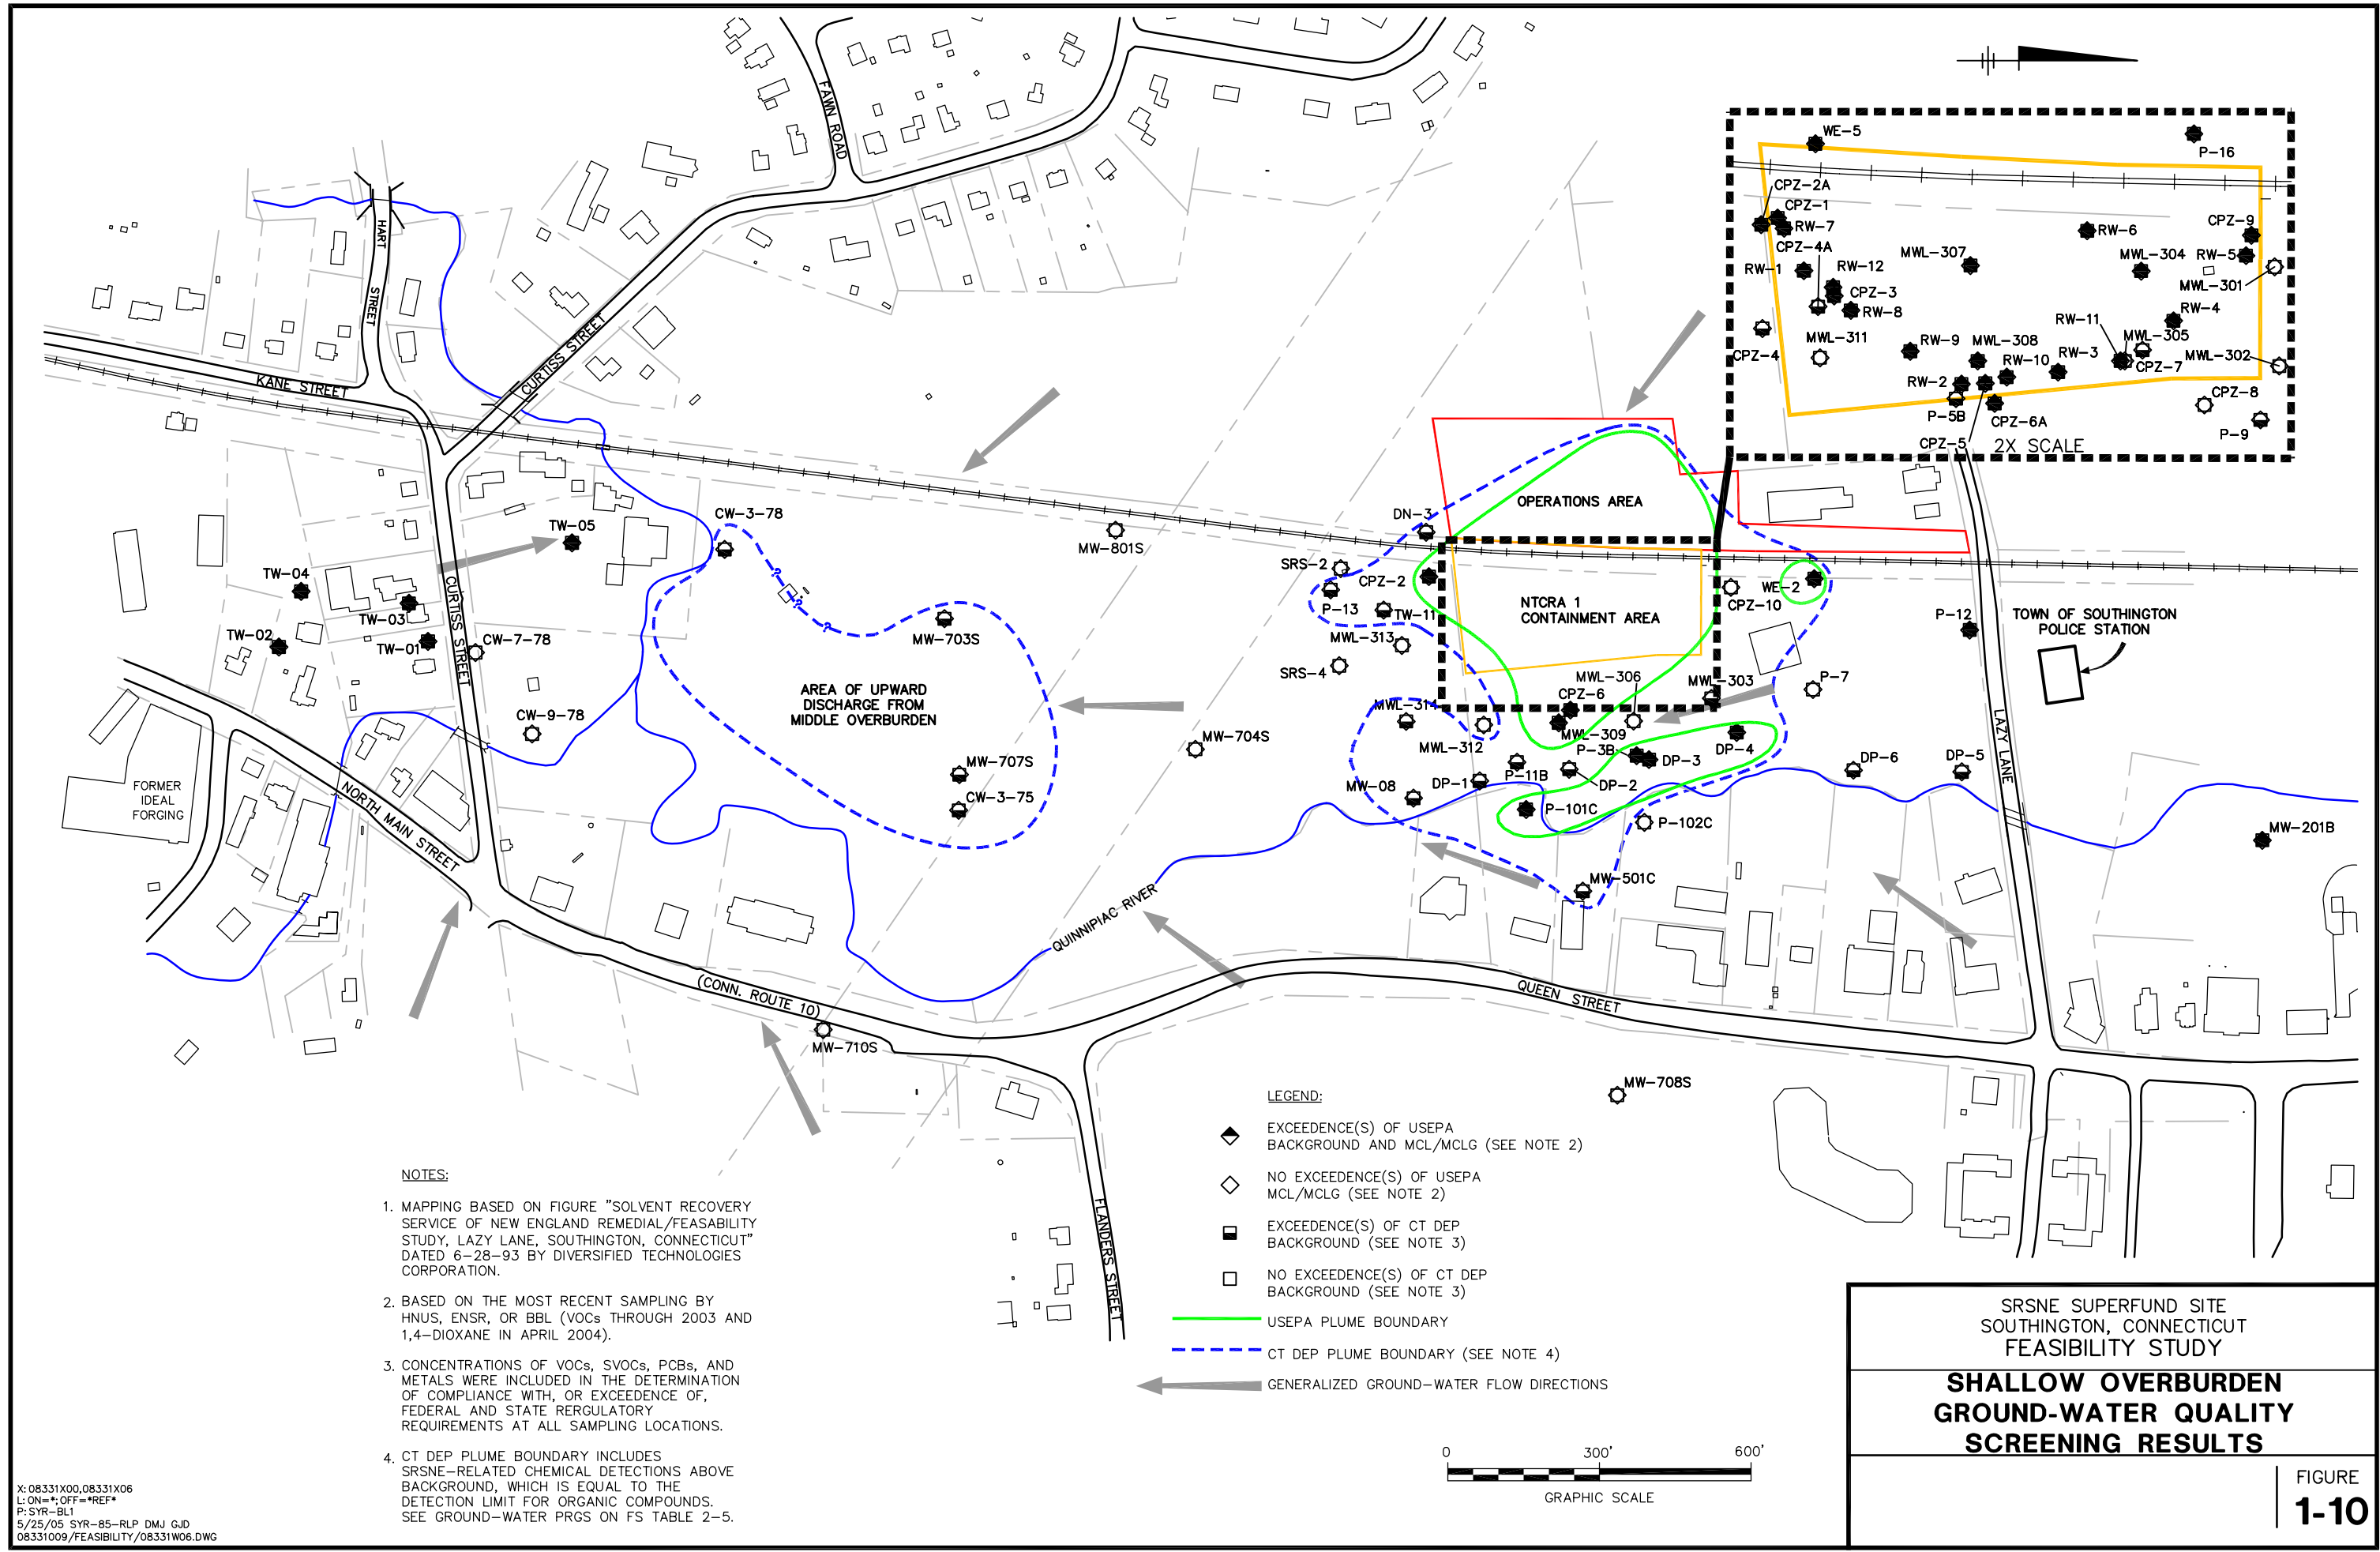 FAWN ROAD
HART
STREET
KANE STREET
CURTISS STREET
CURTISS STREET
NORTH MAIN STREET
(CONN. ROUTE 10)
QUINNIPIAC RIVER
QUEEN STREET
FLANDERS STREET
LAZY LANE
FORMER
IDEAL
FORGING
TW-05
TW-04
TW-03
TW-02
TW-01
CW-7-78
CW-9-78
CW-3-78
?
?
?
MW-703S
AREA OF UPWARD
DISCHARGE FROM
MIDDLE OVERBURDEN
MW-707S
CW-3-75
MW-710S
MW-801S
MW-704S
MW-708S
OPERATIONS AREA
DN-3
SRS-2
CPZ-2
P-13
TW-11
MWL-313
SRS-4
NTCRA 1
CONTAINMENT AREA
CPZ-10
WE-2
P-12
TOWN OF SOUTHINGTON
POLICE STATION
P-7
MWL-303
MWL-306
CPZ-6
MWL-314
MWL-312
MWL-309
P-3B
DP-3
DP-4
DP-6
DP-5
MW-08
DP-1
P-11B
DP-2
P-101C
P-102C
MW-501C
MW-201B
WE-5
P-16
CPZ-2A
CPZ-1
RW-7
CPZ-4A
RW-1
RW-12
CPZ-3
RW-8
MWL-307
RW-6
CPZ-9
MWL-304
RW-5
MWL-301
RW-4
RW-11
MWL-305
MWL-311
CPZ-4
RW-9
MWL-308
RW-10
RW-3
CPZ-7
MWL-302
RW-2
P-5B
CPZ-6A
CPZ-8
P-9
CPZ-5
2X SCALE
LEGEND:
EXCEEDENCE(S) OF USEPA
BACKGROUND AND MCL/MCLG (SEE NOTE 2)
NO EXCEEDENCE(S) OF USEPA
MCL/MCLG (SEE NOTE 2)
EXCEEDENCE(S) OF CT DEP
BACKGROUND (SEE NOTE 3)
NO EXCEEDENCE(S) OF CT DEP
BACKGROUND (SEE NOTE 3)
USEPA PLUME BOUNDARY
CT DEP PLUME BOUNDARY (SEE NOTE 4)
GENERALIZED GROUND-WATER FLOW DIRECTIONS
0 300' 600'
GRAPHIC SCALE
NOTES:
1. MAPPING BASED ON FIGURE "SOLVENT RECOVERY
SERVICE OF NEW ENGLAND REMEDIAL/FEASABILITY
STUDY, LAZY LANE, SOUTHINGTON, CONNECTICUT"
DATED 6-28-93 BY DIVERSIFIED TECHNOLOGIES
CORPORATION.
2. BASED ON THE MOST RECENT SAMPLING BY
HNUS, ENSR, OR BBL (VOCs THROUGH 2003 AND
1,4-DIOXANE IN APRIL 2004).
3. CONCENTRATIONS OF VOCs, SVOCs, PCBs, AND
METALS WERE INCLUDED IN THE DETERMINATION
OF COMPLIANCE WITH, OR EXCEEDENCE OF,
FEDERAL AND STATE RERGULATORY
REQUIREMENTS AT ALL SAMPLING LOCATIONS.
4. CT DEP PLUME BOUNDARY INCLUDES
SRSNE-RELATED CHEMICAL DETECTIONS ABOVE
BACKGROUND, WHICH IS EQUAL TO THE
DETECTION LIMIT FOR ORGANIC COMPOUNDS.
SEE GROUND-WATER PRGS ON FS TABLE 2-5.
X: 08331X00,08331X06
L: ON=*; OFF=*REF*
P: SYR-BL1
5/25/05 SYR-85-RLP DMJ GJD
08331009/FEASIBILITY/08331W06.DWG
SRSNE SUPERFUND SITE
SOUTHINGTON, CONNECTICUT
FEASIBILITY STUDY
SHALLOW OVERBURDEN
GROUND-WATER QUALITY
SCREENING RESULTS
FIGURE
1-10